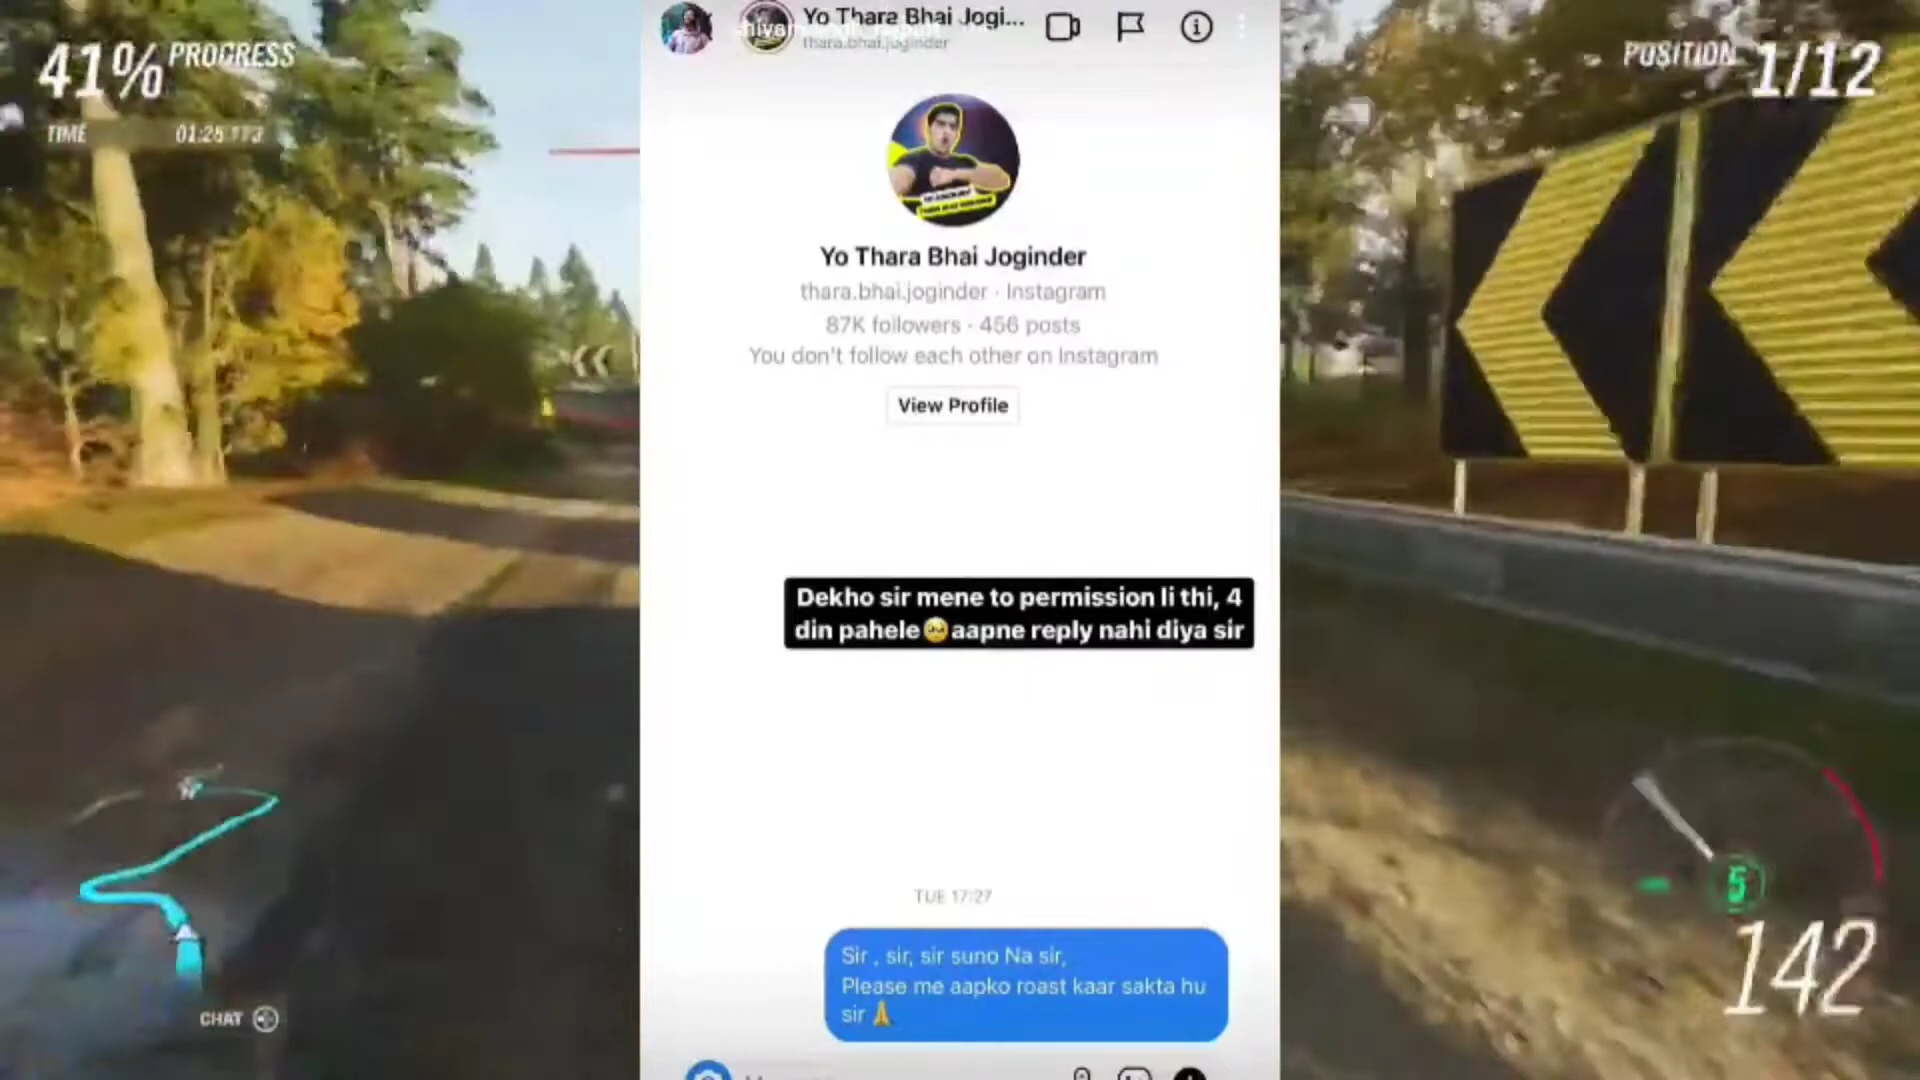 41% PROGRESS
TIME
POSITION 1/12
Yo Thara Bhai Jogi...
thara.bhai.joginder
Yo Thara Bhai Joginder
thara.bhai.joginder · Instagram
87K followers · 456 posts
You don't follow each other on Instagram
View Profile
Dekho sir mene to permission li thi, 4
din pahele🥺aapne reply nahi diya sir
TUE 17:27
Sir , sir, sir suno Na sir,
Please me aapko roast kaar sakta hu
sir 🙏
CHAT
5
142